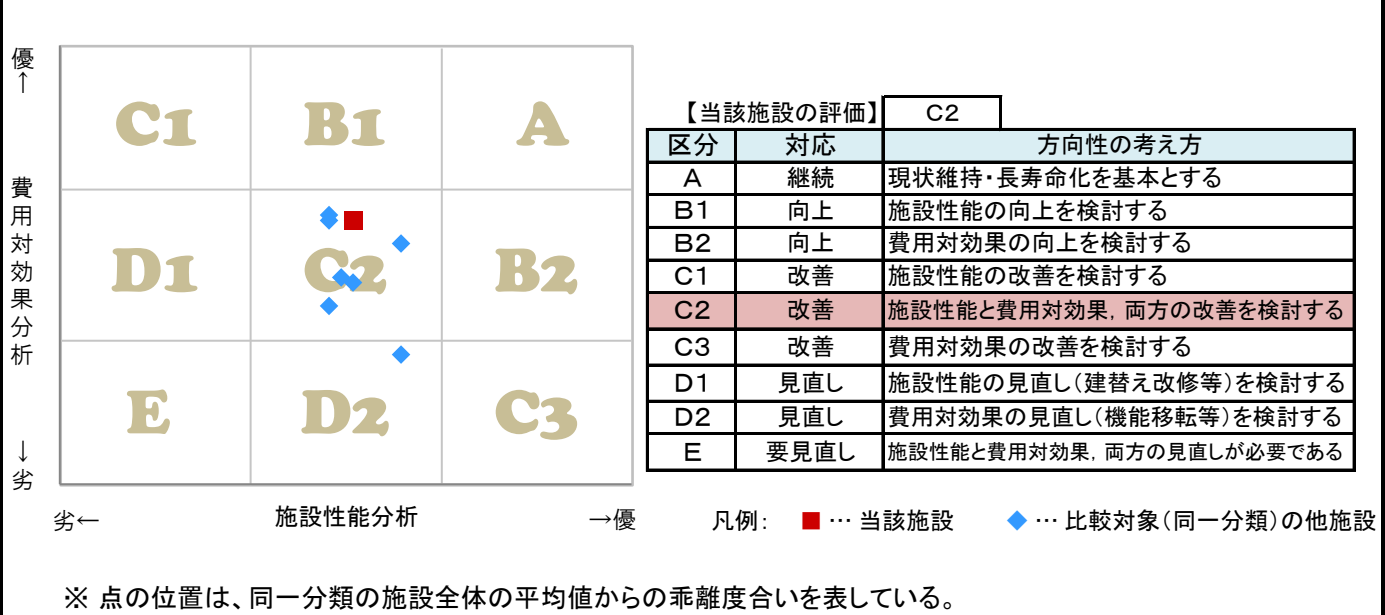 優
↑
費用対効果分析
↓
劣
C1 B1 A
D1 C2 B2
E D2 C3
劣← 施設性能分析 →優
【当該施設の評価】 C2
区分 対応 方向性の考え方
A 継続 現状維持・長寿命化を基本とする
B1 向上 施設性能の向上を検討する
B2 向上 費用対効果の向上を検討する
C1 改善 施設性能の改善を検討する
C2 改善 施設性能と費用対効果，両方の改善を検討する
C3 改善 費用対効果の改善を検討する
D1 見直し 施設性能の見直し（建替え改修等）を検討する
D2 見直し 費用対効果の見直し（機能移転等）を検討する
E 要見直し 施設性能と費用対効果，両方の見直しが必要である
凡例： ■ … 当該施設 ◆ … 比較対象（同一分類）の他施設
※ 点の位置は、同一分類の施設全体の平均値からの乖離度合いを表している。